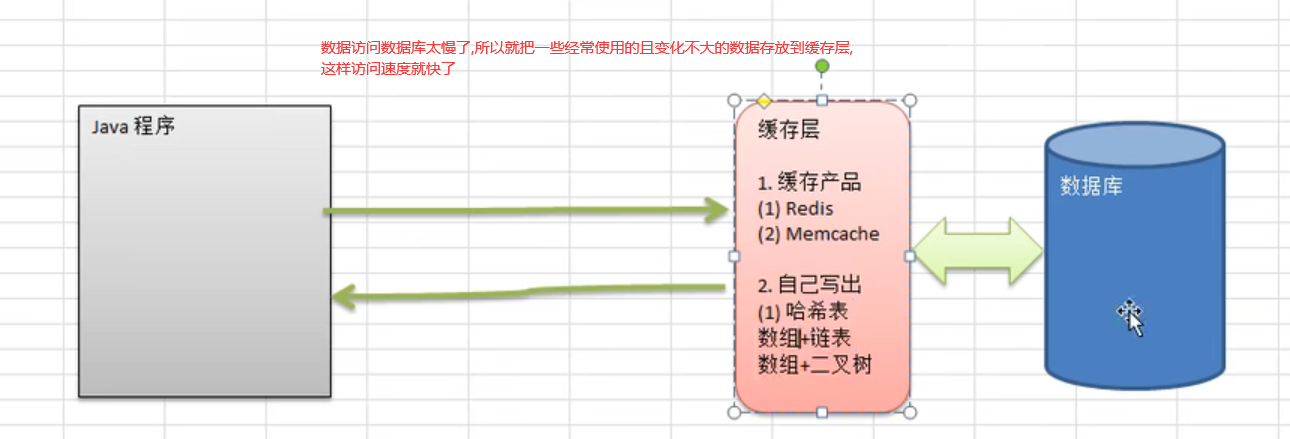 数据访问数据库太慢了,所以就把一些经常使用的且变化不大的数据存放到缓存层,
这样访问速度就快了
Java 程序
缓存层
1. 缓存产品
(1) Redis
(2) Memcache
2. 自己写出
(1) 哈希表
数组+链表
数组+二叉树
数据库